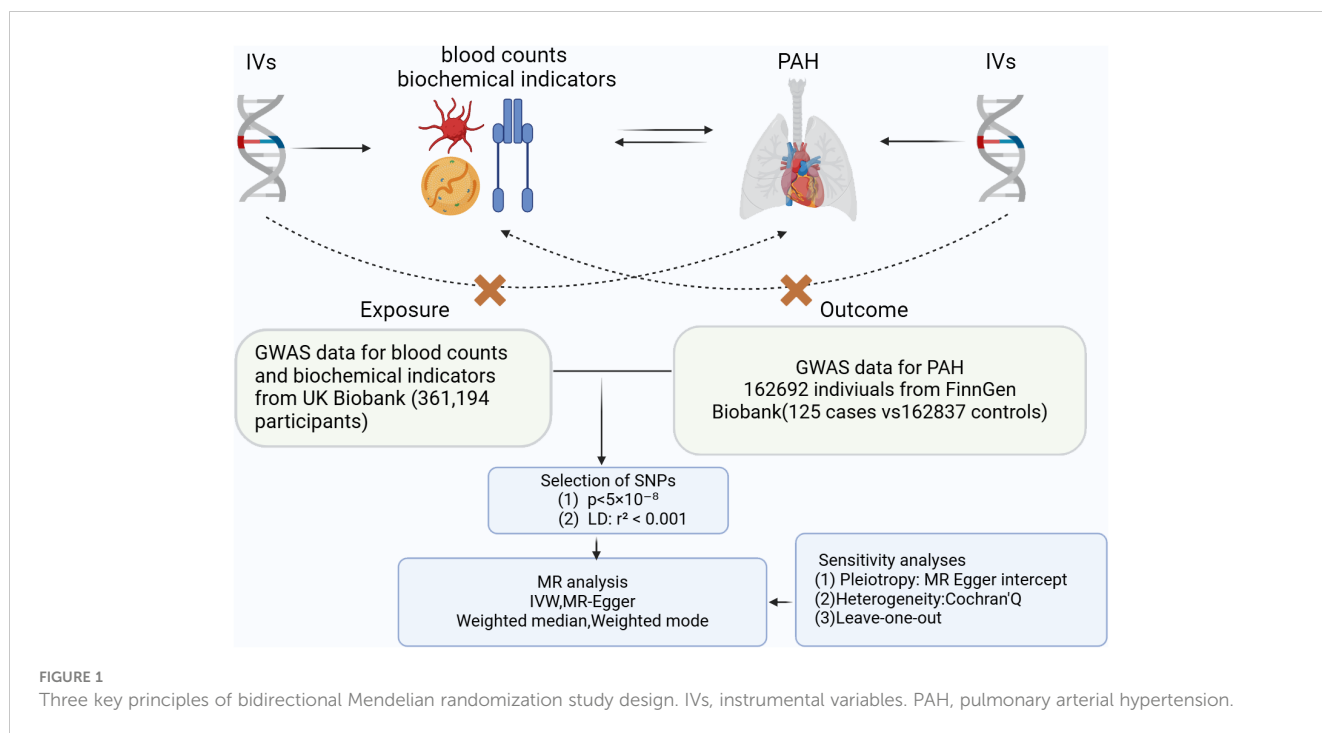 IVs
blood counts
biochemical indicators
PAH
IVs
Exposure
Outcome
GWAS data for blood counts
and biochemical indicators
from UK Biobank (361,194
participants)
GWAS data for PAH
162692 indiviuals from FinnGen
Biobank(125 cases vs162837 controls)
Selection of SNPs
(1) p<5×10⁻⁸
(2) LD: r² < 0.001
MR analysis
IVW,MR-Egger
Weighted median,Weighted mode
Sensitivity analyses
(1) Pleiotropy: MR Egger intercept
(2)Heterogeneity:Cochran'Q
(3)Leave-one-out
FIGURE 1
Three key principles of bidirectional Mendelian randomization study design. IVs, instrumental variables. PAH, pulmonary arterial hypertension.